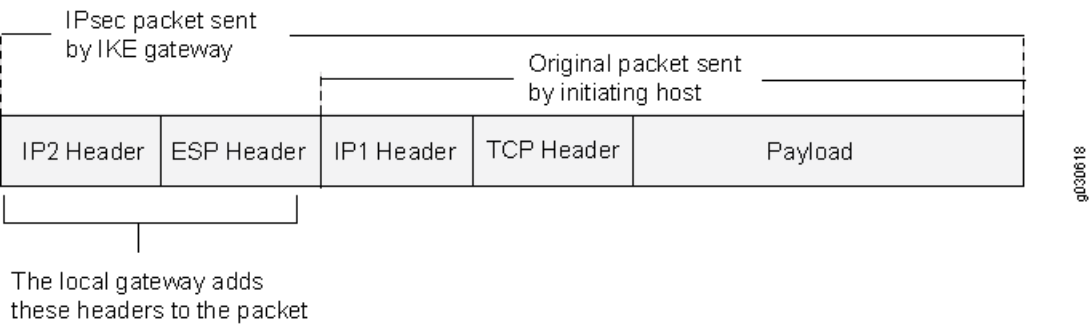 IPsec packet sent
by IKE gateway
Original packet sent
by initiating host
IP2 Header
ESP Header
IP1 Header
TCP Header
Payload
g030618
The local gateway adds
these headers to the packet